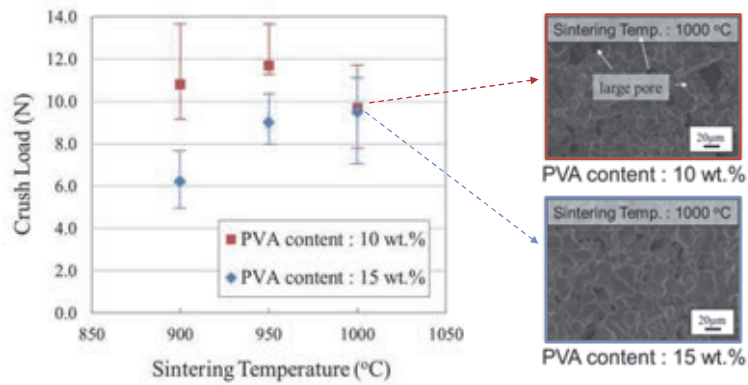 14.0
12.0
10.0
8.0
6.0
4.0
2.0
0.0
Crush Load (N)
PVA content : 10 wt.%
PVA content : 15 wt.%
850
900
950
1000
1050
Sintering Temperature (°C)
Sintering Temp. : 1000 °C
large pore
20μm
PVA content : 10 wt.%
Sintering Temp. : 1000 °C
20μm
PVA content : 15 wt.%